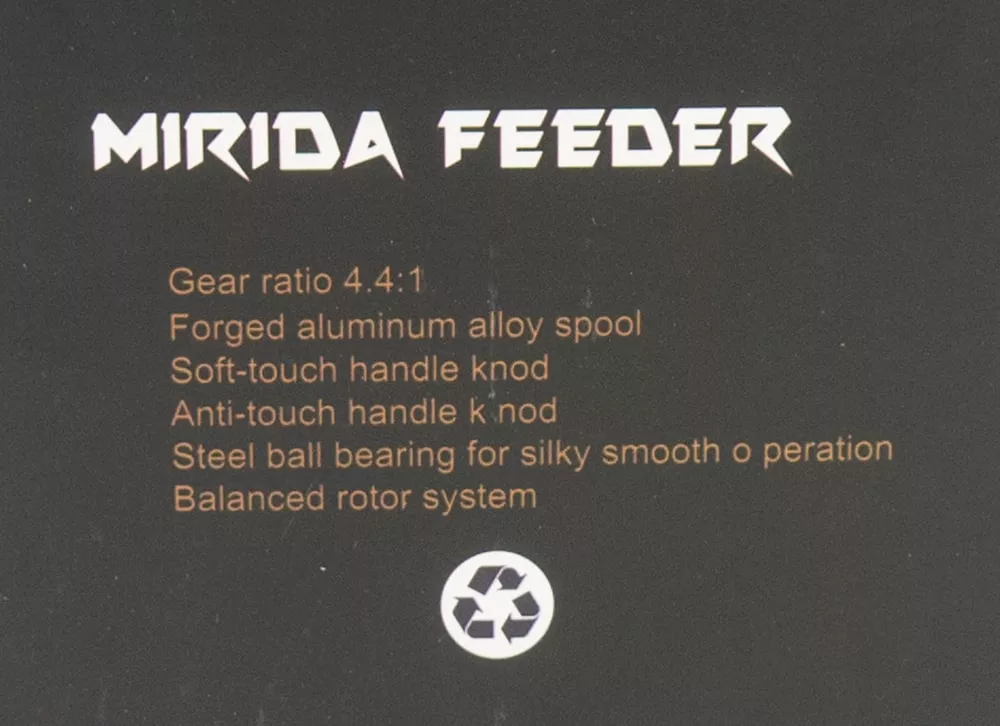 MIRIDA FEEDER
Gear ratio 4.4:1
Forged aluminum alloy spool
Soft-touch handle knod
Anti-touch handle k nod
Steel ball bearing for silky smooth o peration
Balanced rotor system